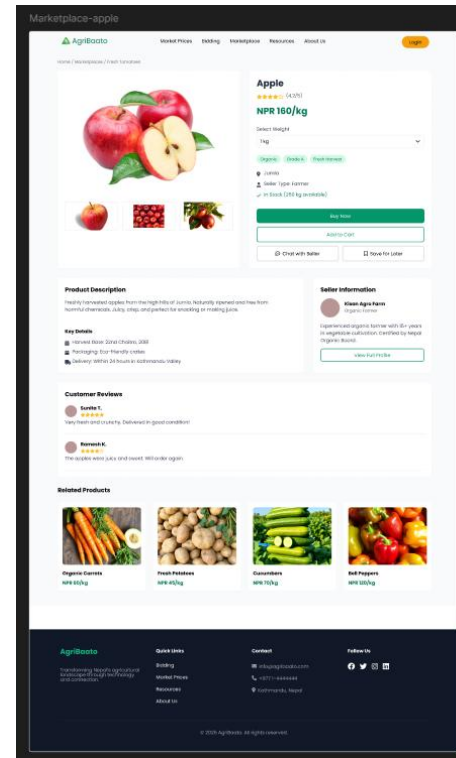 Marketplace-apple
AgriBaato
Market Prices Bidding Marketplace Resources About Us
Login
Home / Marketplaces / Fresh Tomatoes
Apple
(4.2/5)
NPR 160/kg
Select Weight
1kg
Organic Grade A Fresh Harvest
Jumla
Seller Type: Farmer
In Stock (250 kg available)
Buy Now
Add to Cart
Chat with Seller Save for Later
Product Description
Freshly harvested apples from the high hills of Jumla. Naturally ripened and free from
harmful chemicals. Juicy, crisp, and perfect for snacking or making juice.
Key Details
Harvest Date: 22nd Chaitra, 2081
Packaging: Eco-friendly crates
Delivery: Within 24 hours in Kathmandu Valley
Seller Information
Kisan Agro Farm
Organic Farmer
Experienced organic farmer with 15+ years
in vegetable cultivation. Certified by Nepal
Organic Board.
View Full Profile
Customer Reviews
Sunita T.
Very fresh and crunchy. Delivered in good condition!
Ramesh K.
The apples were juicy and sweet. Will order again.
Related Products
Organic Carrots
NPR 60/kg
Fresh Potatoes
NPR 45/kg
Cucumbers
NPR 70/kg
Bell Peppers
NPR 120/kg
AgriBaato
Transforming Nepal's agricultural
landscape through technology
and connection.
Quick Links
Bidding
Market Prices
Resources
About Us
Contact
info@agribaato.com
Kathmandu, Nepal
Follow Us
© 2025 AgriBaato. All rights reserved.